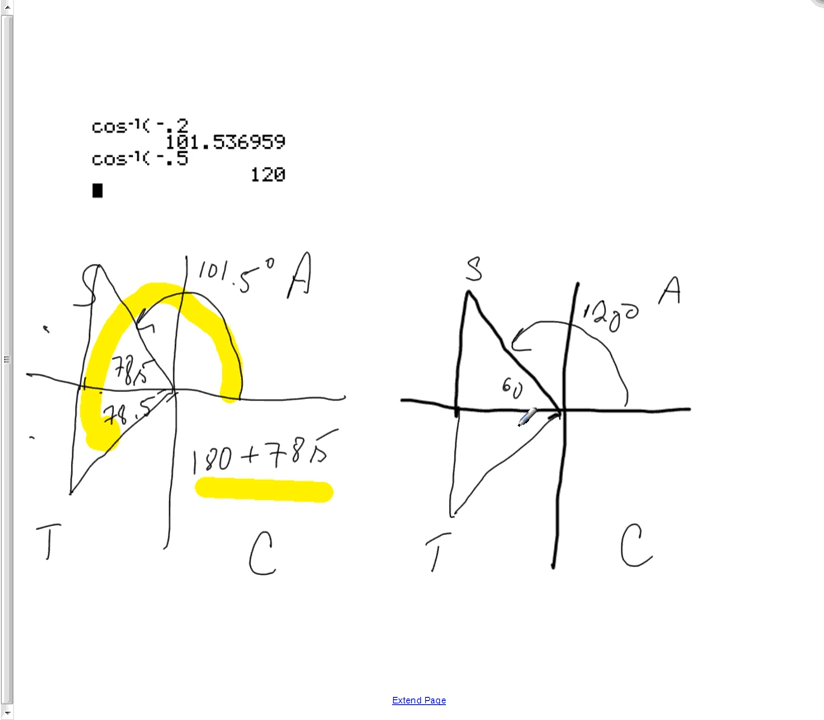 cos⁻¹( -.2
101.536959
cos⁻¹( -.5
120
S
101.5° A
78.5
78.5
180 + 78.5
T
C
S
120° A
60
T
C
Extend Page